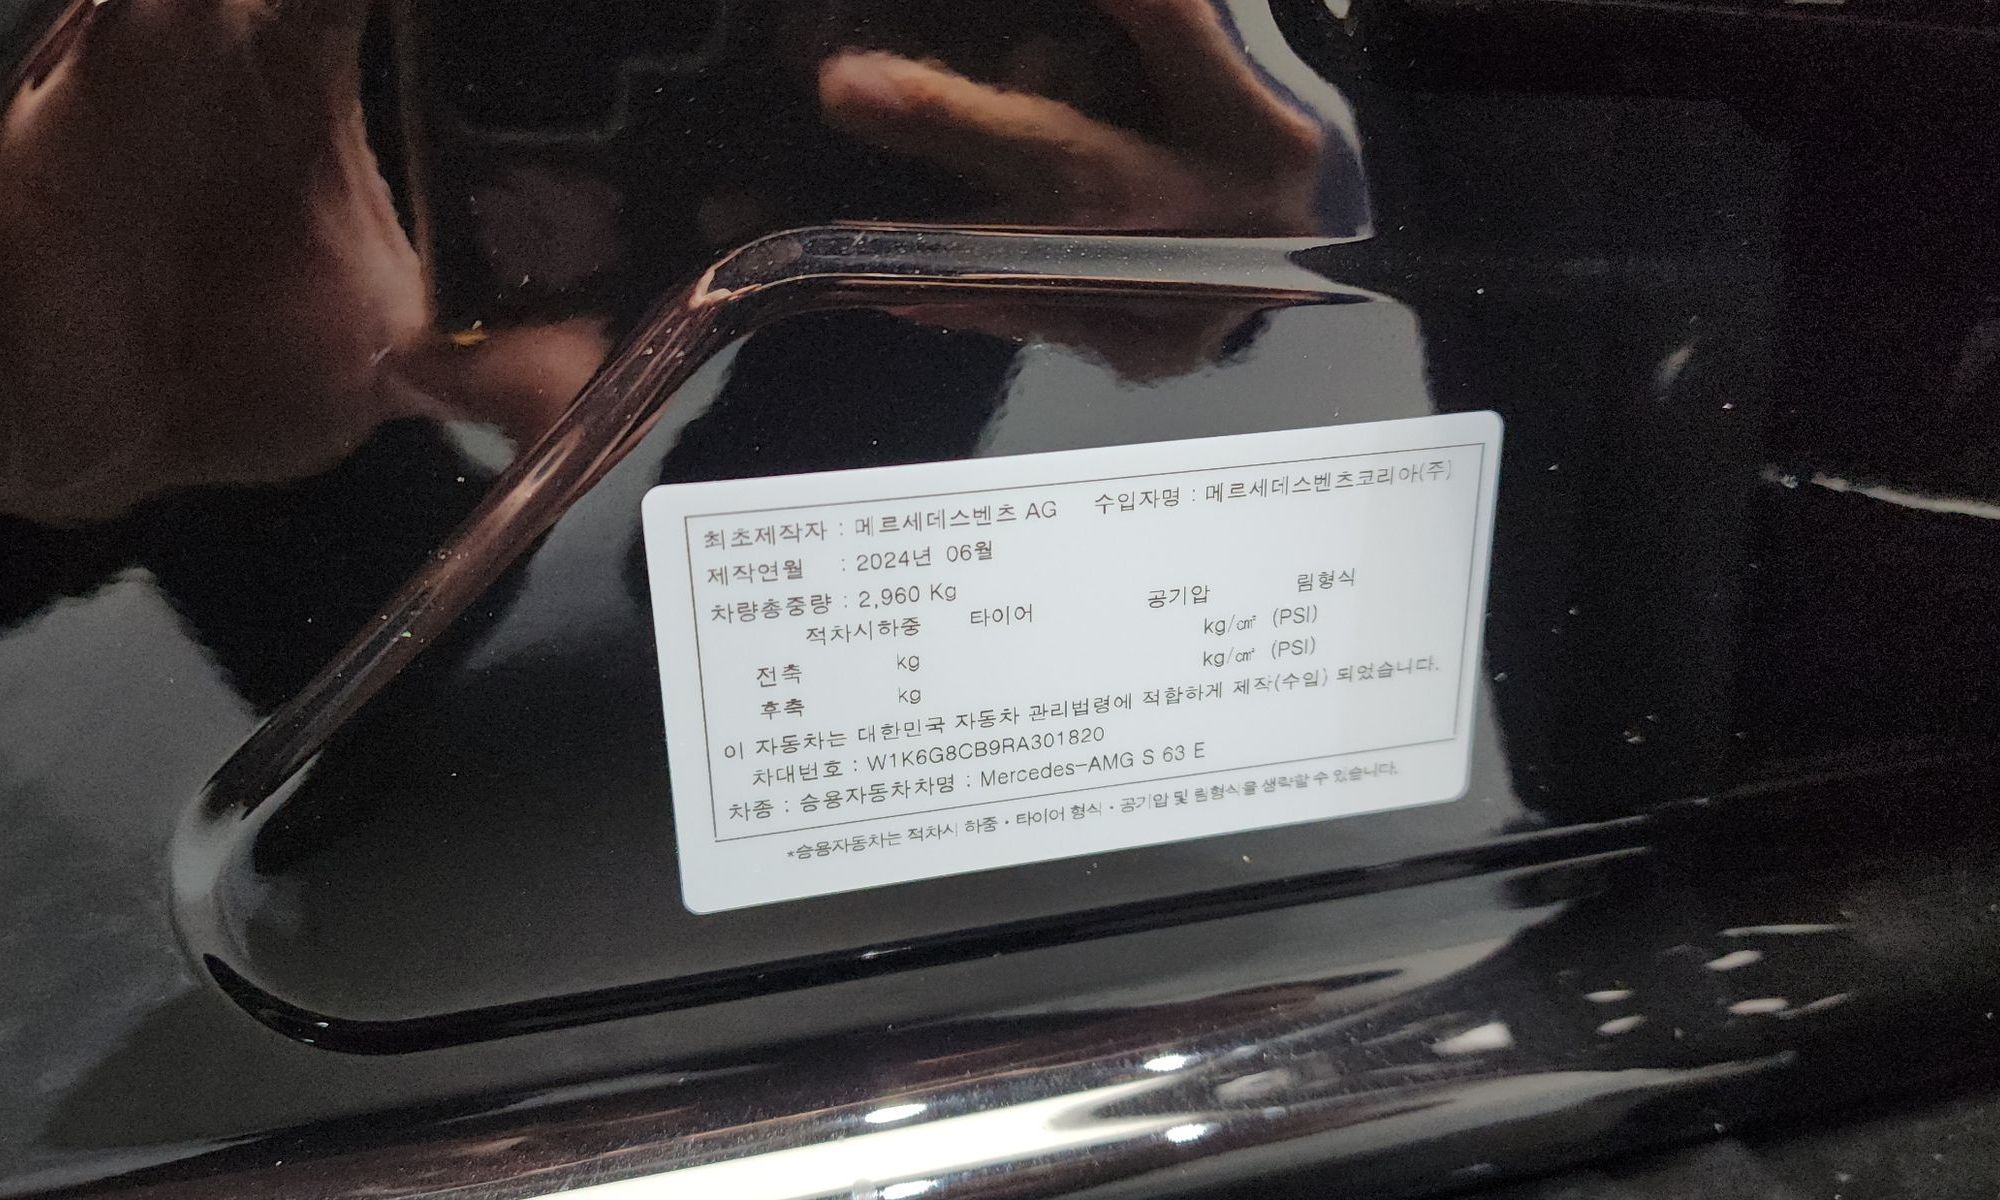 최초제작자 : 메르세데스벤츠 AG 수입자명 : 메르세데스벤츠코리아(주)
제작연월 : 2024년 06월
차량총중량 : 2,960 Kg
적차시하중 타이어 공기압 림형식
전축 kg kg/㎠ (PSI)
후축 kg kg/㎠ (PSI)
이 자동차는 대한민국 자동차 관리법령에 적합하게 제작(수입) 되었습니다.
차대번호 : W1K6G8CB9RA301820
차종 : 승용자동차차명 : Mercedes-AMG S 63 E
*승용자동차는 적차시 하중·타이어 형식·공기압 및 림형식을 생략할 수 있습니다.